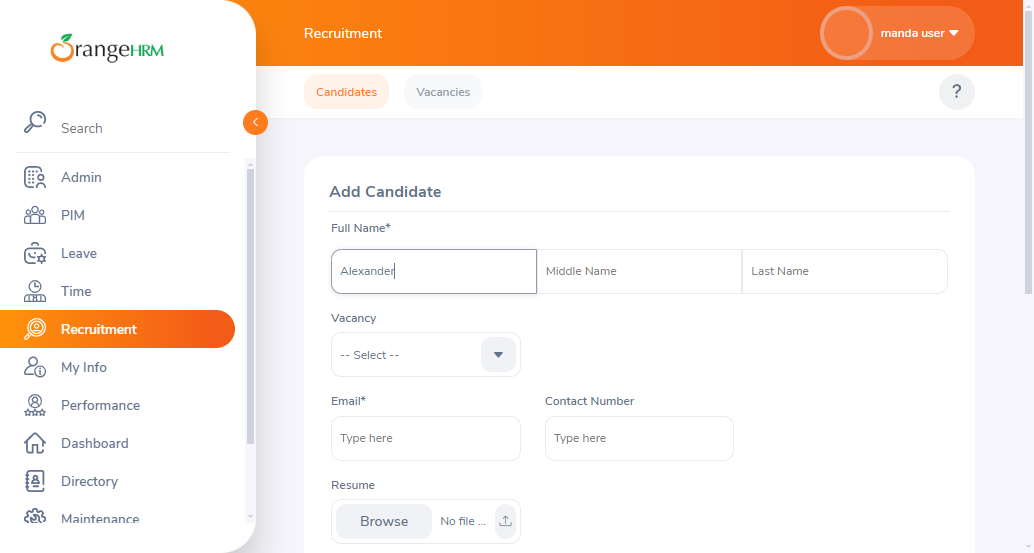 OrangeHRM
Recruitment
manda user
Candidates
Vacancies
?
Search
Admin
PIM
Leave
Time
Recruitment
My Info
Performance
Dashboard
Directory
Maintenance
Add Candidate
Full Name*
Alexander
Middle Name
Last Name
Vacancy
-- Select --
Email*
Contact Number
Type here
Type here
Resume
Browse
No file ...